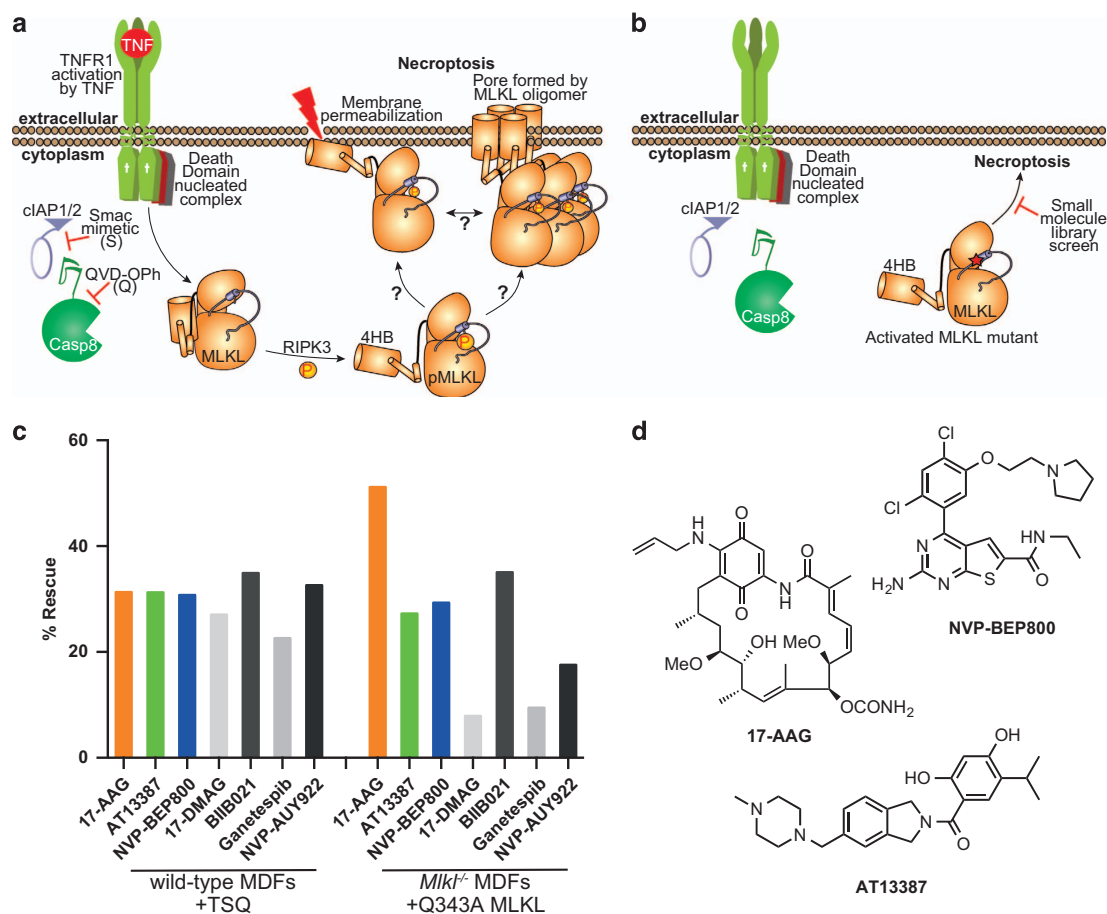 a
TNF
TNFR1
activation
by TNF
extracellular
cytoplasm
cIAP1/2
Smac
mimetic
(S)
QVD-OPh
(Q)
Casp8
Death
Domain
nucleated
complex
MLKL
RIPK3
P
4HB
P
pMLKL
?
?
?
Membrane
permeabilization
Necroptosis
Pore formed by
MLKL oligomer
P
P
P
P
b
extracellular
cytoplasm
cIAP1/2
Casp8
Death
Domain
nucleated
complex
Necroptosis
Small
molecule
library
screen
4HB
MLKL
Activated MLKL mutant
c
% Rescue
60
40
20
0
17-AAG
AT13387
NVP-BEP800
17-DMAG
BIIB021
Ganetespib
NVP-AUY922
17-AAG
AT13387
NVP-BEP800
17-DMAG
BIIB021
Ganetespib
NVP-AUY922
wild-type MDFs
+TSQ
Mlkl-/- MDFs
+Q343A MLKL
d
H
N
O
O
N
H
O
OH
MeO
MeO
OCONH2
17-AAG
Cl
Cl
O
N
N
N
H2N
S
HN
O
NVP-BEP800
OH
HO
N
N
N
O
AT13387